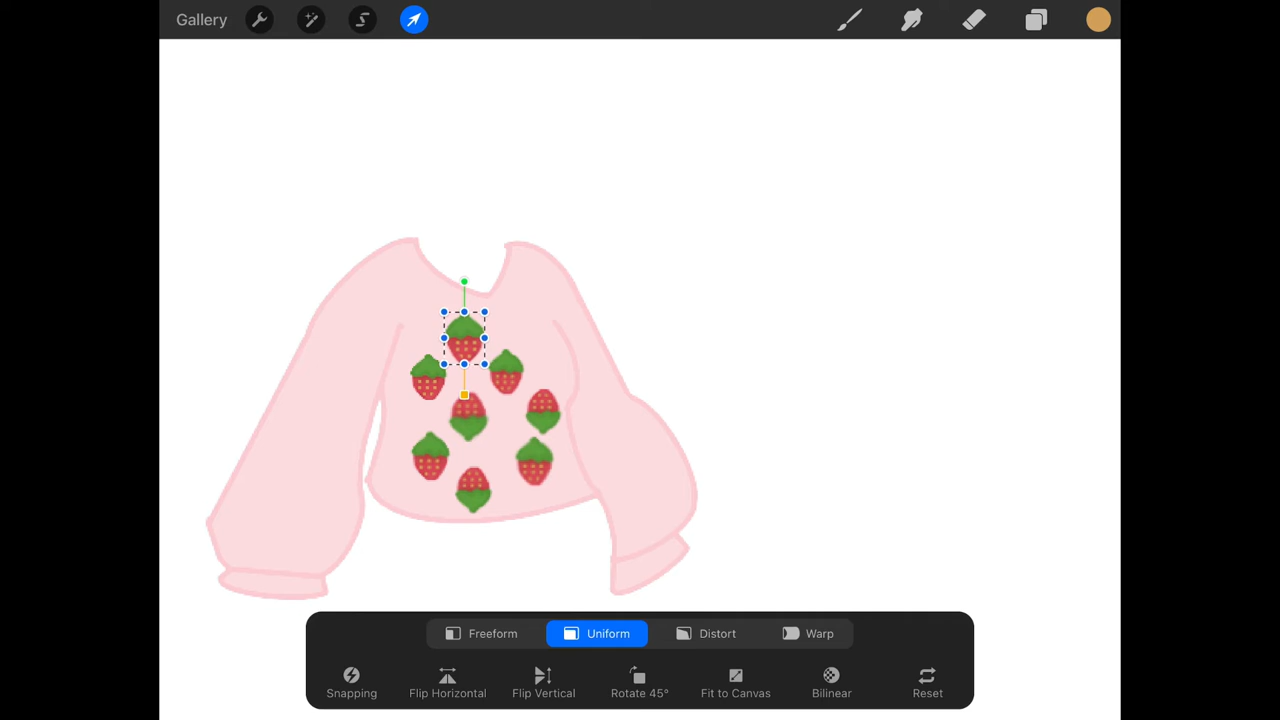 Gallery
Freeform Uniform Distort Warp
Snapping Flip Horizontal Flip Vertical Rotate 45° Fit to Canvas Bilinear Reset